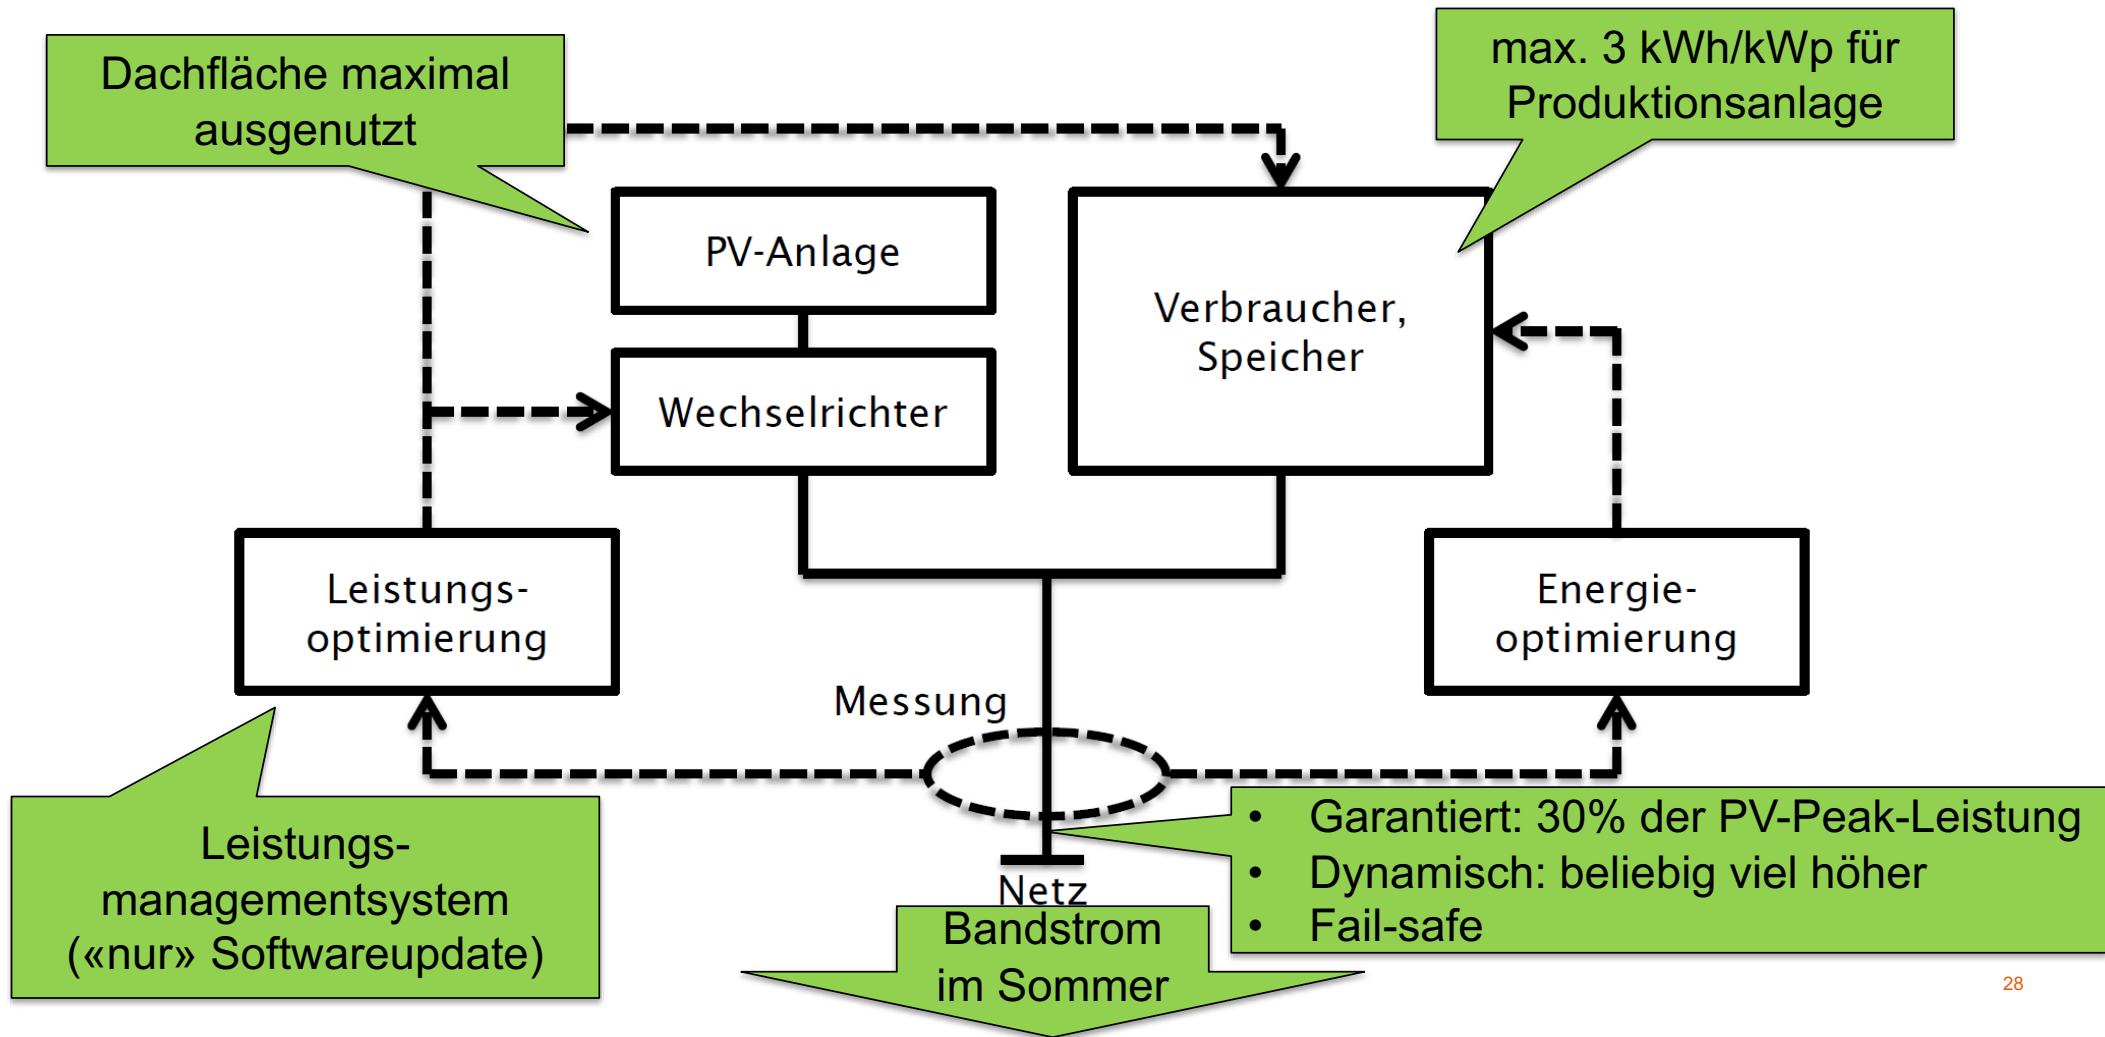 Dachfläche maximal
ausgenutzt
max. 3 kWh/kWp für
Produktionsanlage
PV-Anlage
Verbraucher,
Speicher
Wechselrichter
Leistungs-
optimierung
Energie-
optimierung
Messung
Leistungs-
managementsystem
(«nur» Softwareupdate)
Netz
Bandstrom
im Sommer
• Garantiert: 30% der PV-Peak-Leistung
• Dynamisch: beliebig viel höher
• Fail-safe
28